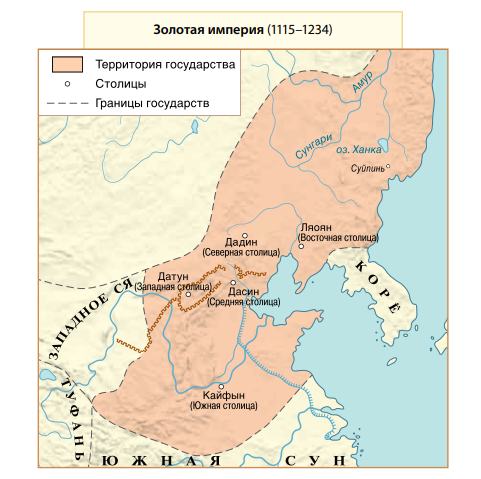 Золотая империя (1115–1234)
Территория государства
Столицы
Границы государств
Амур
Сунгари
оз. Ханка
Суйпинь
Ляоян
(Восточная столица)
Дадин
(Северная столица)
КОРЁ
Датун
(Западная столица)
Дасин
(Средняя столица)
ЗАПАДНОЕ СЯ
ТУФАНЬ
Кайфын
(Южная столица)
ЮЖНАЯ СУН